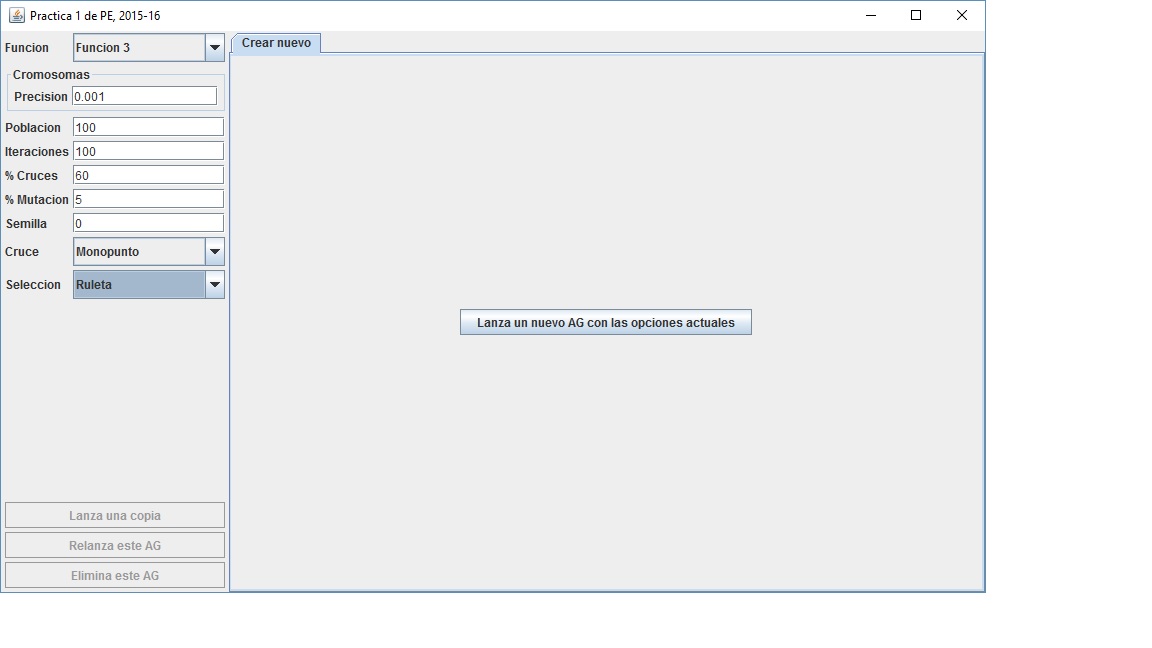 Practica 1 de PE, 2015-16
Funcion Funcion 3
Cromosomas
Precision 0.001
Poblacion 100
Iteraciones 100
% Cruces 60
% Mutacion 5
Semilla 0
Cruce Monopunto
Seleccion Ruleta
Lanza una copia
Relanza este AG
Elimina este AG
Crear nuevo
Lanza un nuevo AG con las opciones actuales